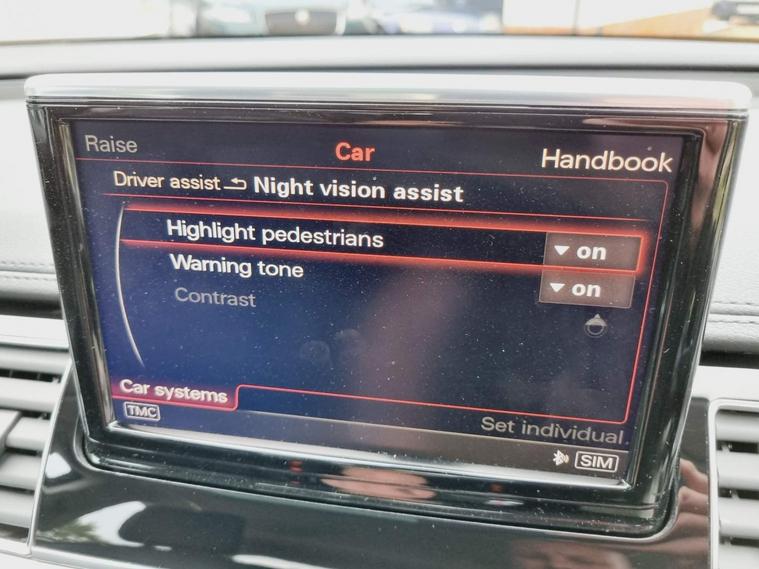 Raise Car Handbook
Driver assist Night vision assist
Highlight pedestrians on
Warning tone on
Contrast
Car systems
TMC Set individual.
SIM